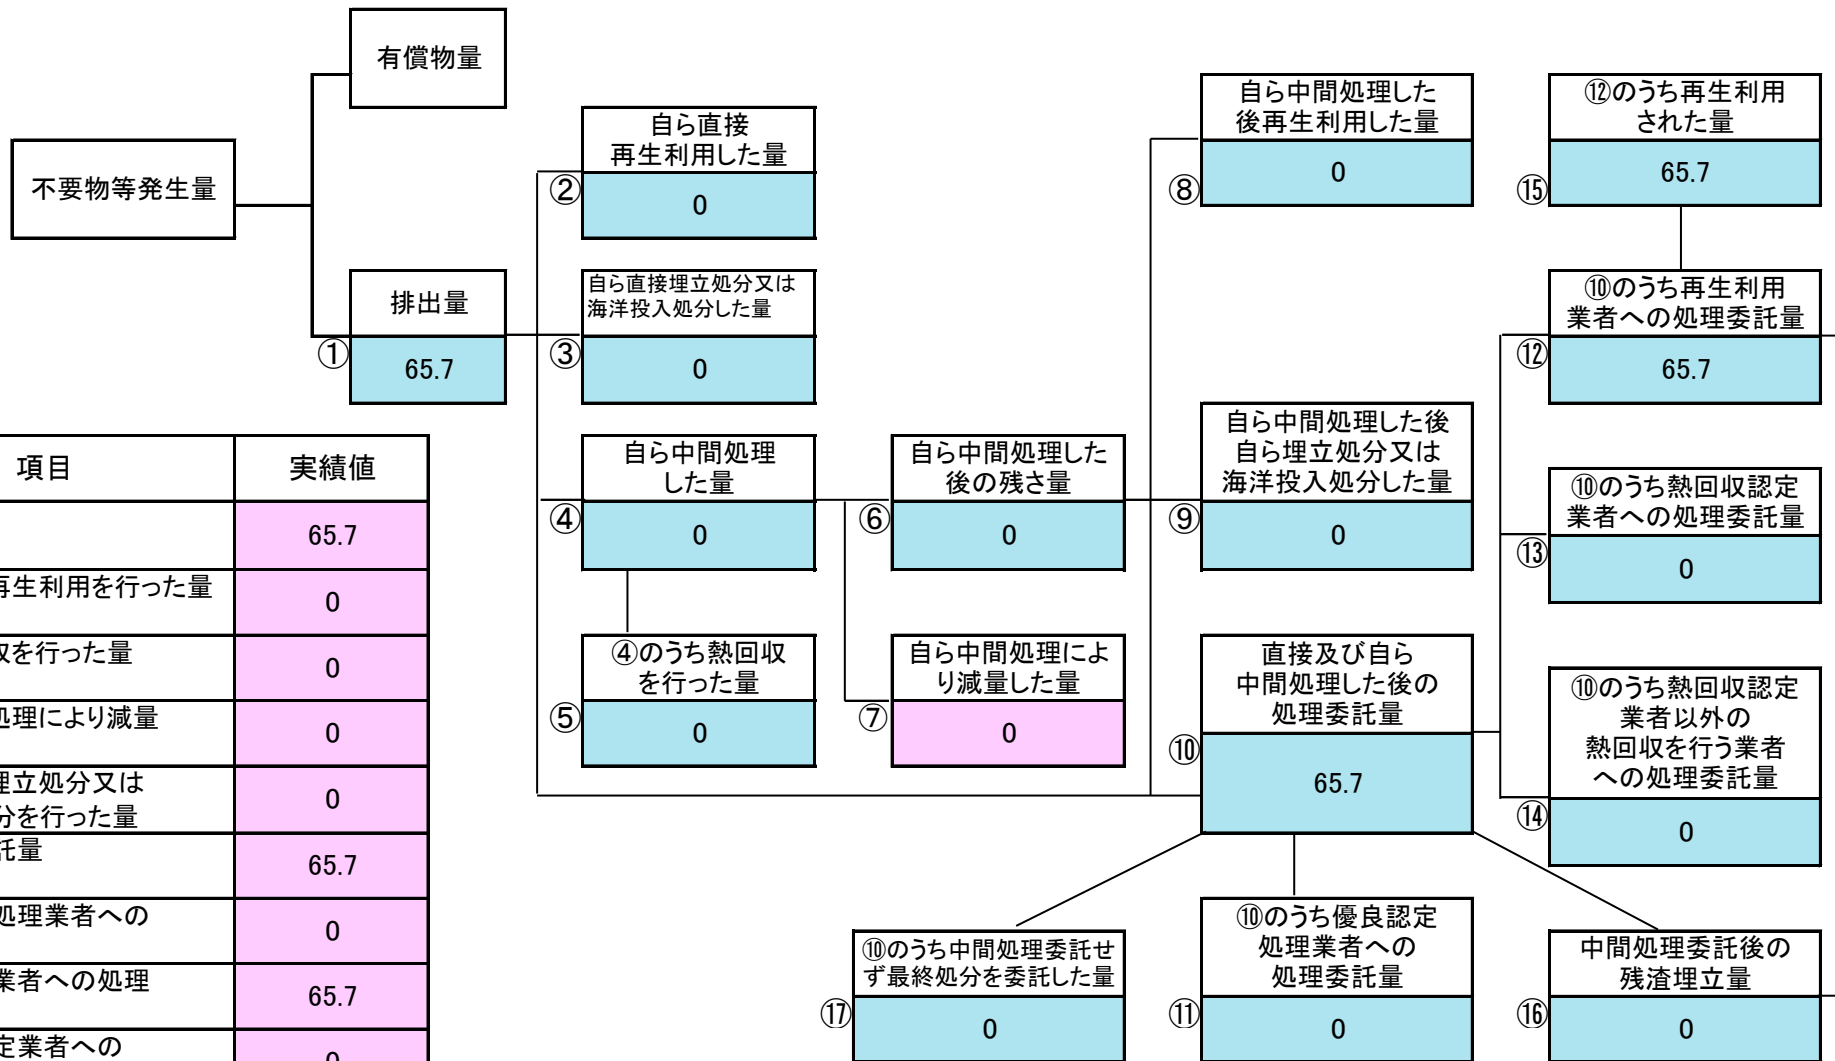 有償物量
不要物等発生量
排出量
①
65.7
自ら直接
再生利用した量
②
0
自ら直接埋立処分又は
海洋投入処分した量
③
0
自ら中間処理
した量
④
0
④のうち熱回収
を行った量
⑤
0
自ら中間処理した
後の残さ量
⑥
0
自ら中間処理によ
り減量した量
⑦
0
自ら中間処理した
後再生利用した量
⑧
0
自ら中間処理した後
自ら埋立処分又は
海洋投入処分した量
⑨
0
直接及び自ら
中間処理した後の
処理委託量
⑩
65.7
⑫のうち再生利用
された量
⑮
65.7
⑩のうち再生利用
業者への処理委託量
⑫
65.7
⑩のうち熱回収認定
業者への処理委託量
⑬
0
⑩のうち熱回収認定
業者以外の
熱回収を行う業者
への処理委託量
⑭
0
⑩のうち中間処理委託せ
ず最終処分を委託した量
⑰
0
⑩のうち優良認定
処理業者への
処理委託量
⑪
0
中間処理委託後の
残渣埋立量
⑯
0
項目
実績値
65.7
再生利用を行った量
0
収を行った量
0
処理により減量
0
埋立処分又は
分を行った量
0
託量
65.7
処理業者への
0
業者への処理
65.7
定業者への
0